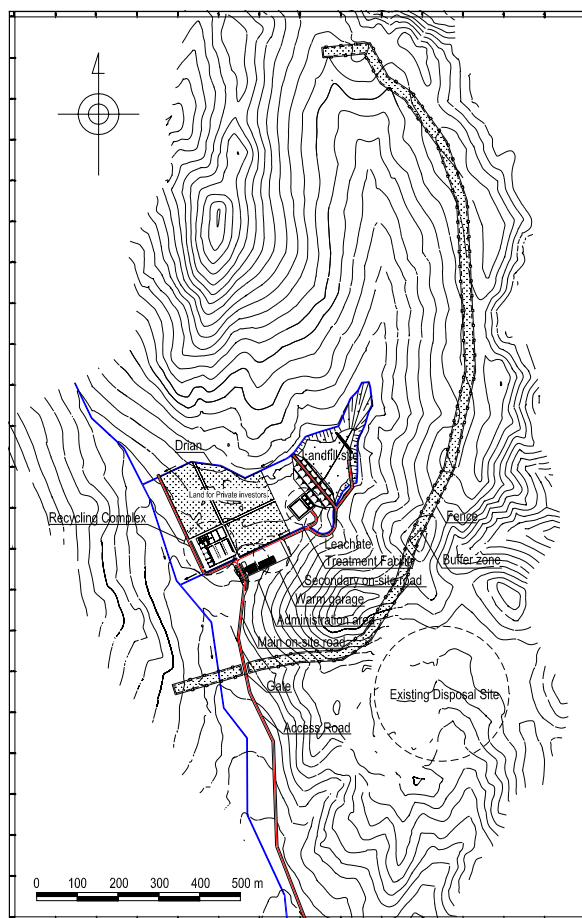 4
Drian
Landfill site
Land for Private investors
Recycling Complex
Fence
Leachate
Treatment Facility
Buffer zone
Secondary on-site road
Warm garage
Administration area
Main on-site road
Gate
Existing Disposal Site
Access Road
0 100 200 300 400 500 m